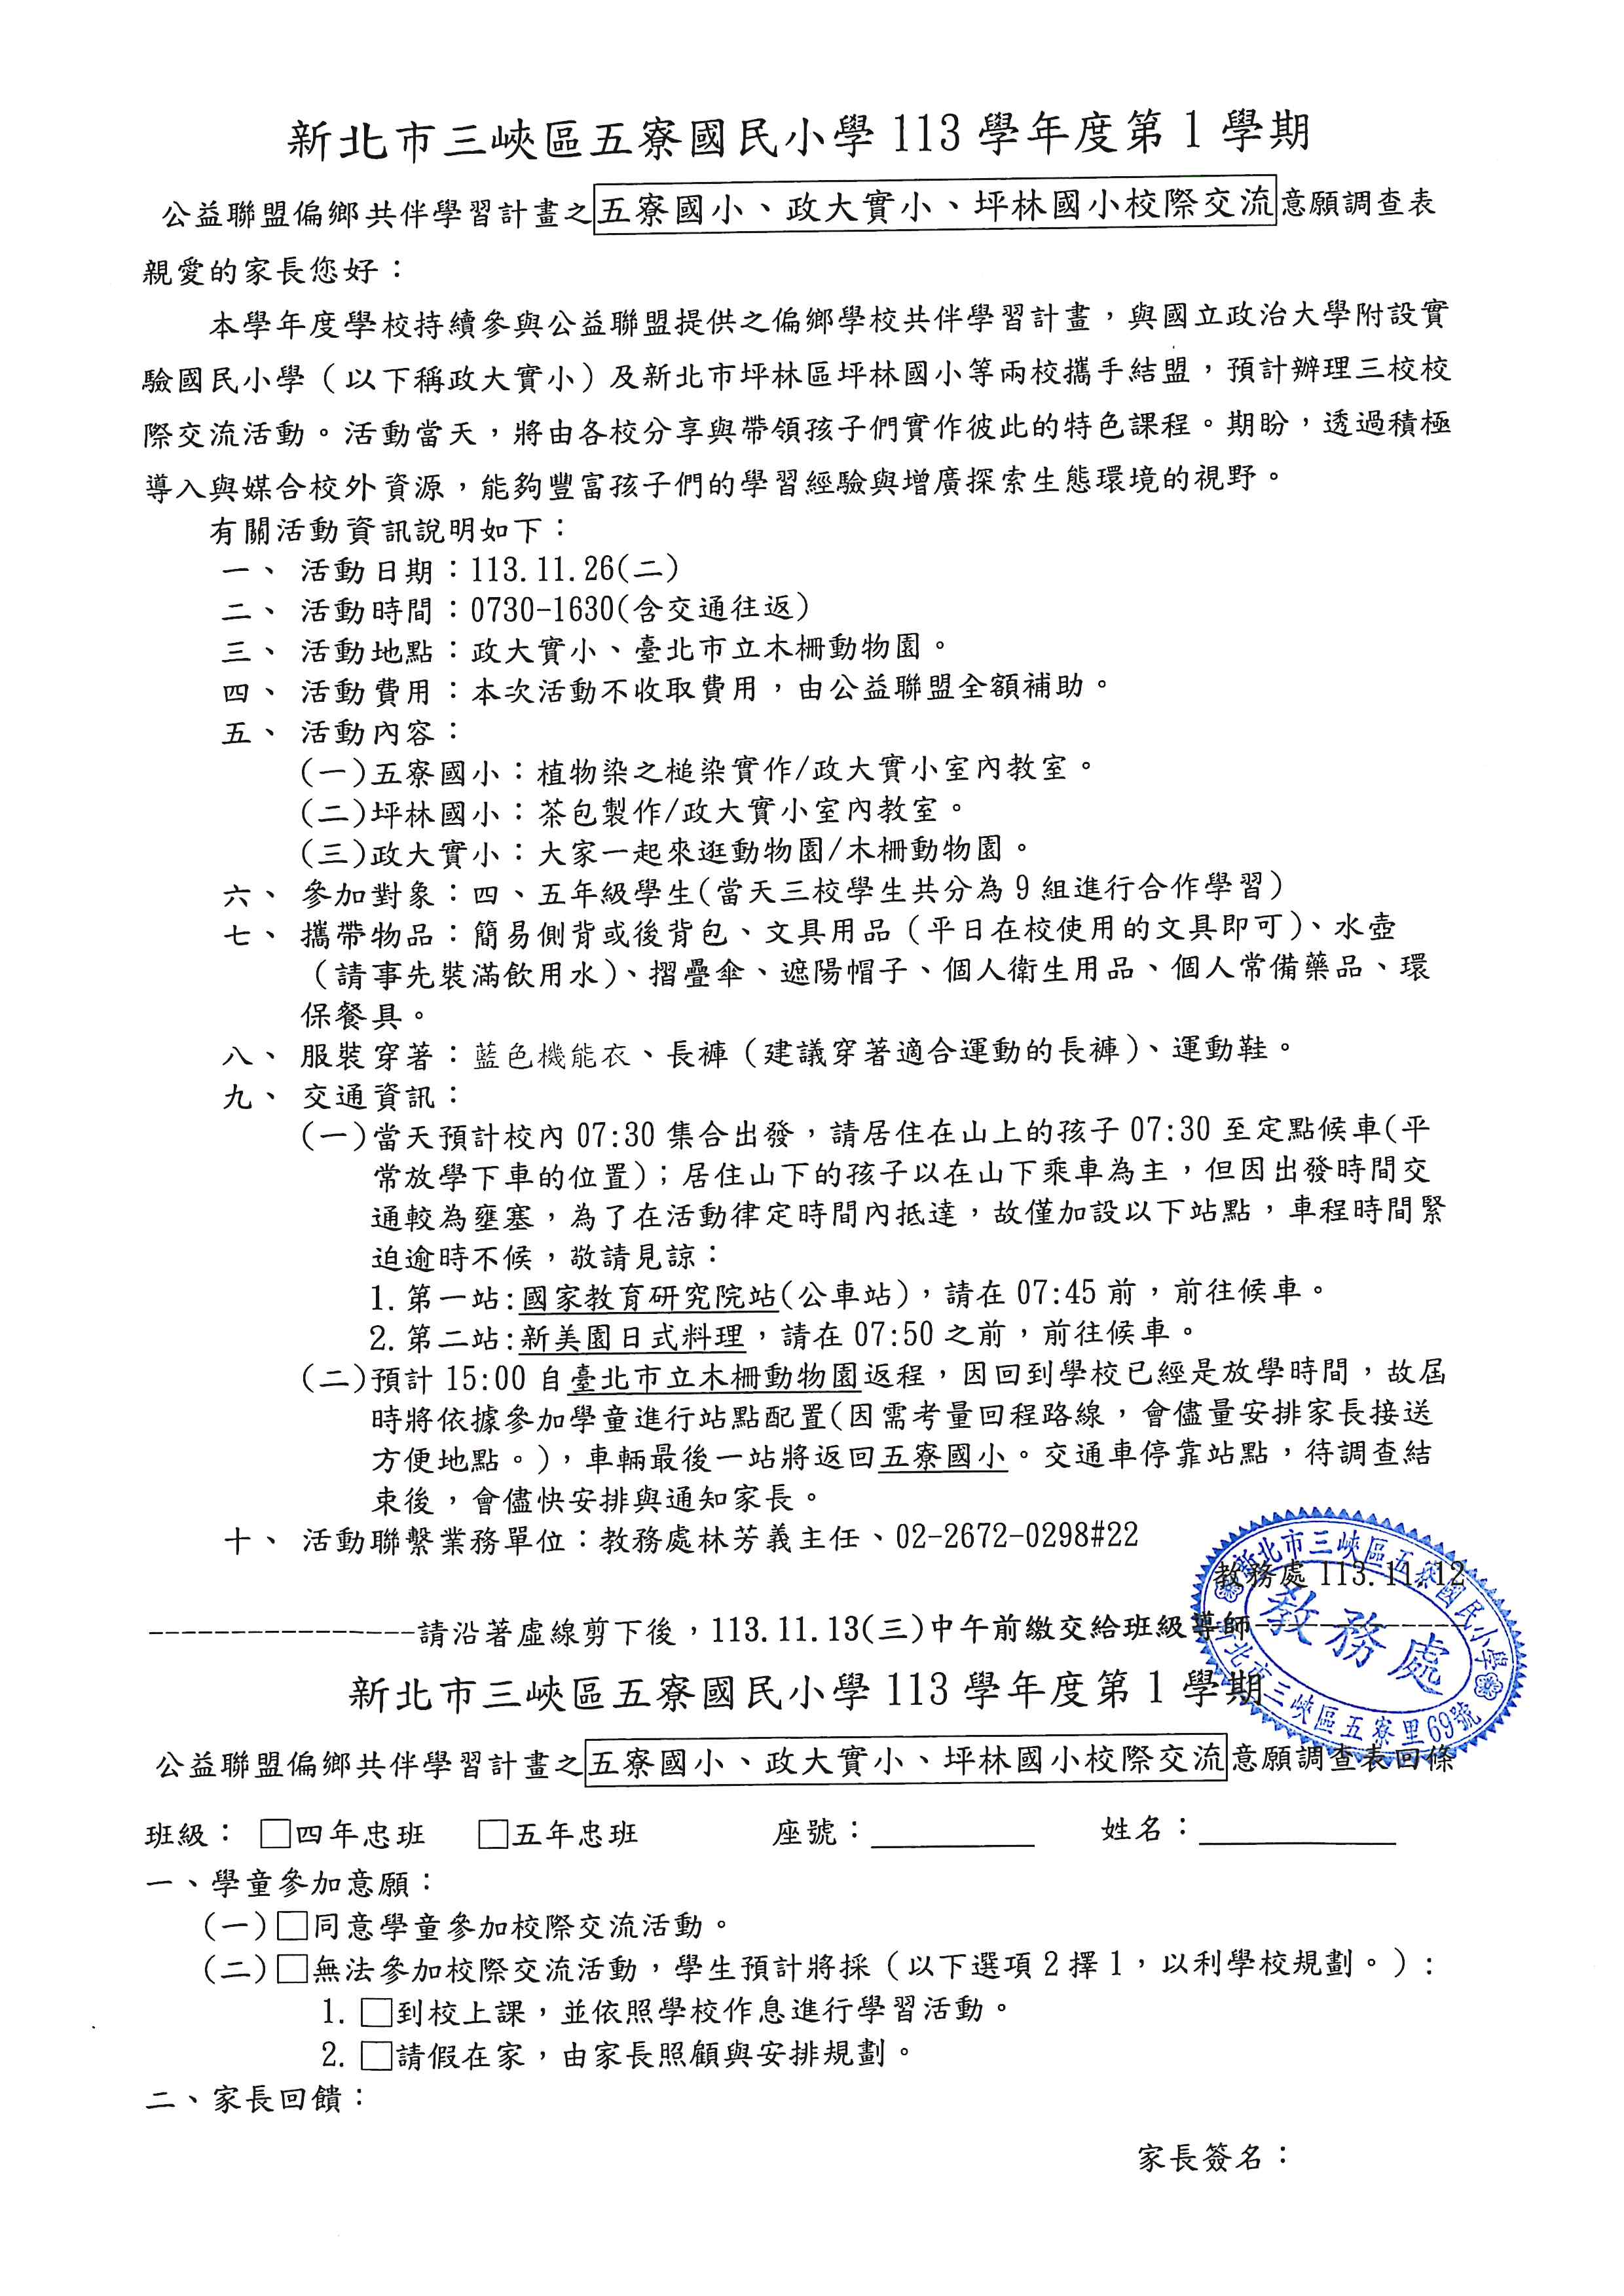 新北市三峽區五寮國民小學 113 學年度第 1 學期
公益聯盟偏鄉共伴學習計畫之五寮國小、政大實小、坪林國小校際交流意願調查表
親愛的家長您好：
本學年度學校持續參與公益聯盟提供之偏鄉學校共伴學習計畫，與國立政治大學附設實
驗國民小學（以下稱政大實小）及新北市坪林區坪林國小等兩校攜手結盟，預計辦理三校校
際交流活動。活動當天，將由各校分享與帶領孩子們實作彼此的特色課程。期盼，透過積極
導入與媒合校外資源，能夠豐富孩子們的學習經驗與增廣探索生態環境的視野。
有關活動資訊說明如下：
一、 活動日期：113.11.26(二)
二、 活動時間：0730-1630(含交通往返)
三、 活動地點：政大實小、臺北市立木柵動物園。
四、 活動費用：本次活動不收取費用，由公益聯盟全額補助。
五、 活動內容：
(一)五寮國小：植物染之槌染實作/政大實小室內教室。
(二)坪林國小：茶包製作/政大實小室內教室。
(三)政大實小：大家一起來逛動物園/木柵動物園。
六、 參加對象：四、五年級學生(當天三校學生共分為 9 組進行合作學習)
七、 攜帶物品：簡易側背或後背包、文具用品（平日在校使用的文具即可）、水壺
（請事先裝滿飲用水）、摺疊傘、遮陽帽子、個人衛生用品、個人常備藥品、環
保餐具。
八、 服裝穿著：藍色機能衣、長褲（建議穿著適合運動的長褲）、運動鞋。
九、 交通資訊：
(一)當天預計校內 07:30 集合出發，請居住在山上的孩子 07:30 至定點候車(平
常放學下車的位置)；居住山下的孩子以在山下乘車為主，但因出發時間交
通較為壅塞，為了在活動律定時間內抵達，故僅加設以下站點，車程時間緊
迫逾時不候，敬請見諒：
1. 第一站:國家教育研究院站(公車站)，請在 07:45 前，前往候車。
2. 第二站:新美園日式料理，請在 07:50 之前，前往候車。
(二)預計 15:00 自臺北市立木柵動物園返程，因回到學校已經是放學時間，故屆
時將依據參加學童進行站點配置(因需考量回程路線，會儘量安排家長接送
方便地點。)，車輛最後一站將返回五寮國小。交通車停靠站點，待調查結
束後，會儘快安排與通知家長。
十、 活動聯繫業務單位：教務處林芳義主任、02-2672-0298#22
教務處 113.11.12
新北市三峽區五寮國民小學
教務處
新北市三峽區五寮里69號
----------------請沿著虛線剪下後，113.11.13(三)中午前繳交給班級導師-------------
新北市三峽區五寮國民小學 113 學年度第 1 學期
公益聯盟偏鄉共伴學習計畫之五寮國小、政大實小、坪林國小校際交流意願調查表回條
班級： □四年忠班 □五年忠班 座號：__________ 姓名：____________
一、學童參加意願：
(一)□同意學童參加校際交流活動。
(二)□無法參加校際交流活動，學生預計將採（以下選項 2 擇 1，以利學校規劃。）：
1. □到校上課，並依照學校作息進行學習活動。
2. □請假在家，由家長照顧與安排規劃。
二、家長回饋：
家長簽名：